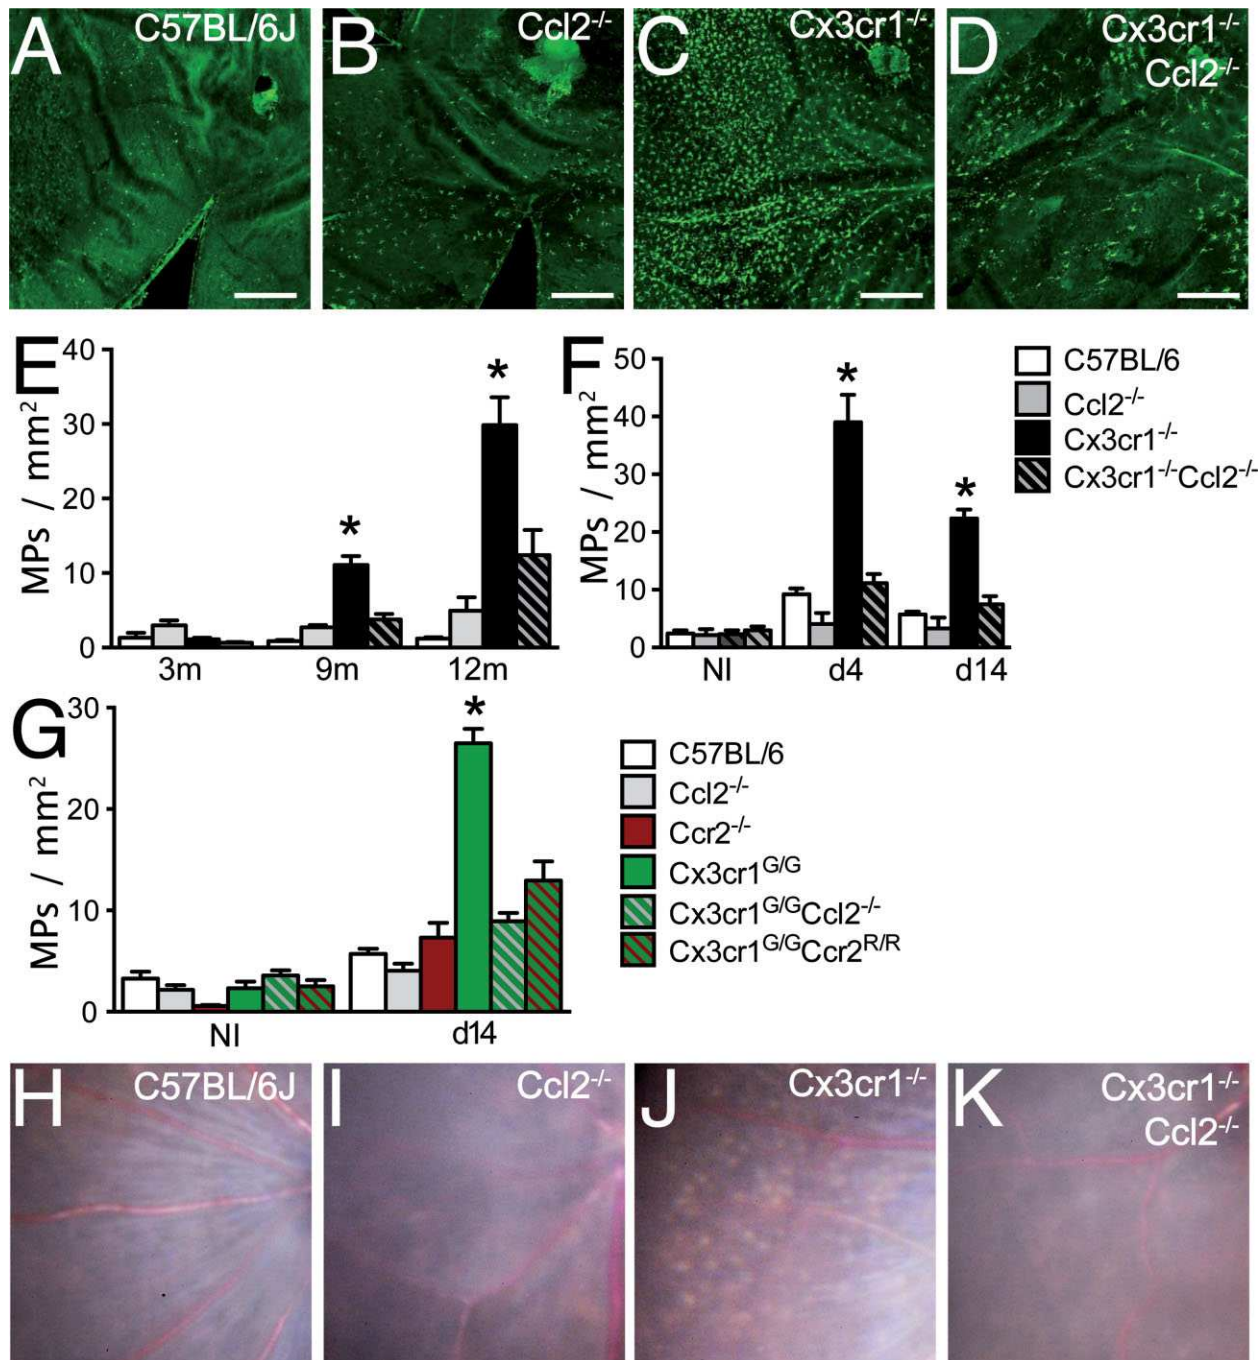 A C57BL/6J
B Ccl2-/-
C Cx3cr1-/-
D Cx3cr1-/-
Ccl2-/-
E
MPs / mm²
40
30
20
10
0
3m 9m 12m
*
*
F
MPs / mm²
50
40
30
20
10
0
NI d4 d14
*
*
C57BL/6
Ccl2-/-
Cx3cr1-/-
Cx3cr1-/-Ccl2-/-
G
MPs / mm²
30
20
10
0
NI d14
*
C57BL/6
Ccl2-/-
Ccr2-/-
Cx3cr1G/G
Cx3cr1G/GCcl2-/-
Cx3cr1G/GCcr2R/R
H C57BL/6J
I Ccl2-/-
J Cx3cr1-/-
K Cx3cr1-/-
Ccl2-/-